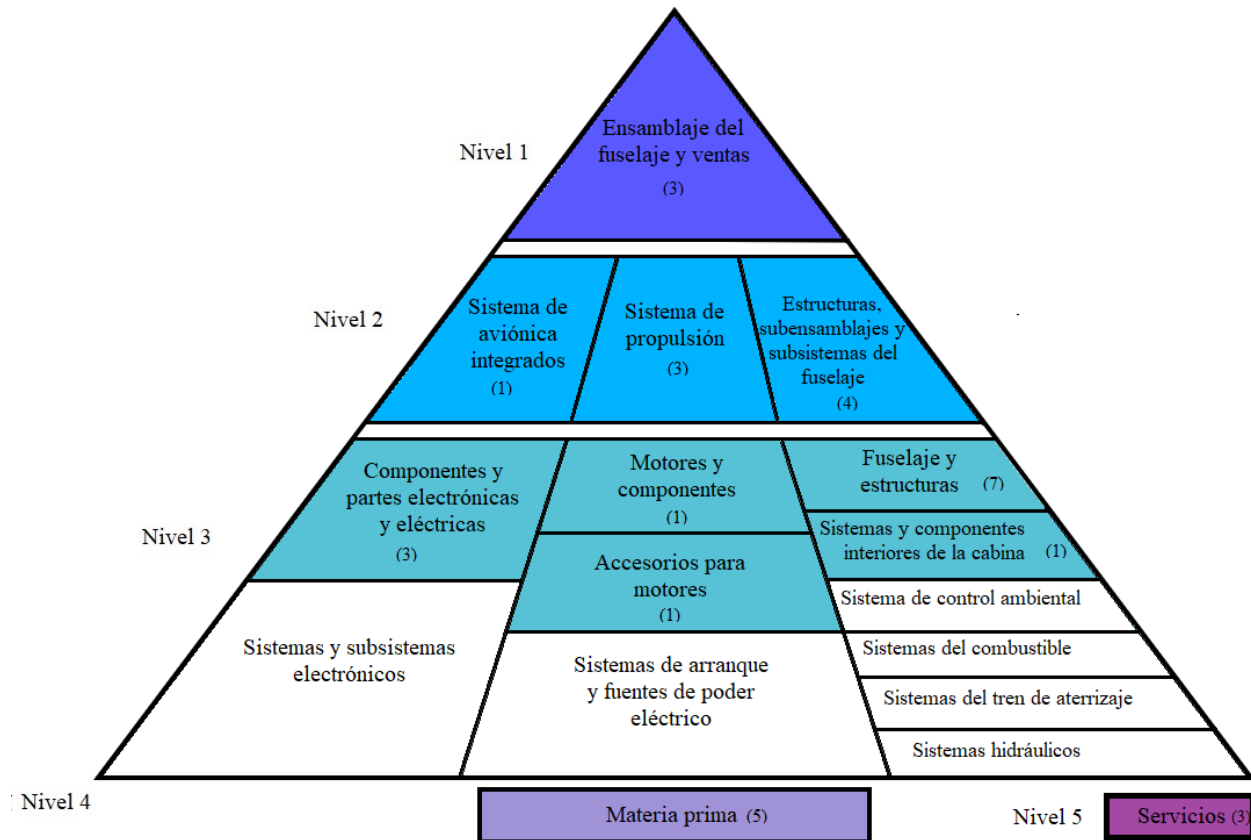 Nivel 1
Ensamblaje del
fuselaje y ventas
(3)
Nivel 2
Sistema de
aviónica
integrados
(1)
Sistema de
propulsión
(3)
Estructuras,
subensamblajes y
subsistemas del
fuselaje
(4)
Nivel 3
Componentes y
partes electrónicas
y eléctricas
(3)
Motores y
componentes
(1)
Accesorios para
motores
(1)
Fuselaje y
estructuras (7)
Sistemas y componentes
interiores de la cabina (1)
Sistemas y subsistemas
electrónicos
Sistemas de arranque
y fuentes de poder
eléctrico
Sistema de control ambiental
Sistemas del combustible
Sistemas del tren de aterrizaje
Sistemas hidráulicos
Nivel 4
Materia prima (5)
Nivel 5
Servicios (3)